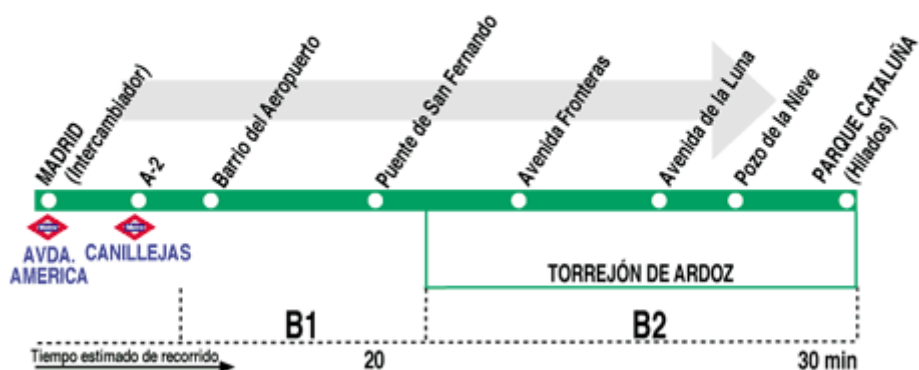 MADRID
(Intercambiador)
A-2
Barrio del Aeropuerto
Puente de San Fernando
Avenida Fronteras
Avenida de la Luna
Pozo de la Nieve
PARQUE CATALUÑA
(Hilados)
AVDA.
AMERICA
CANILLEJAS
TORREJÓN DE ARDOZ
B1
B2
Tiempo estimado de recorrido
20
30 min